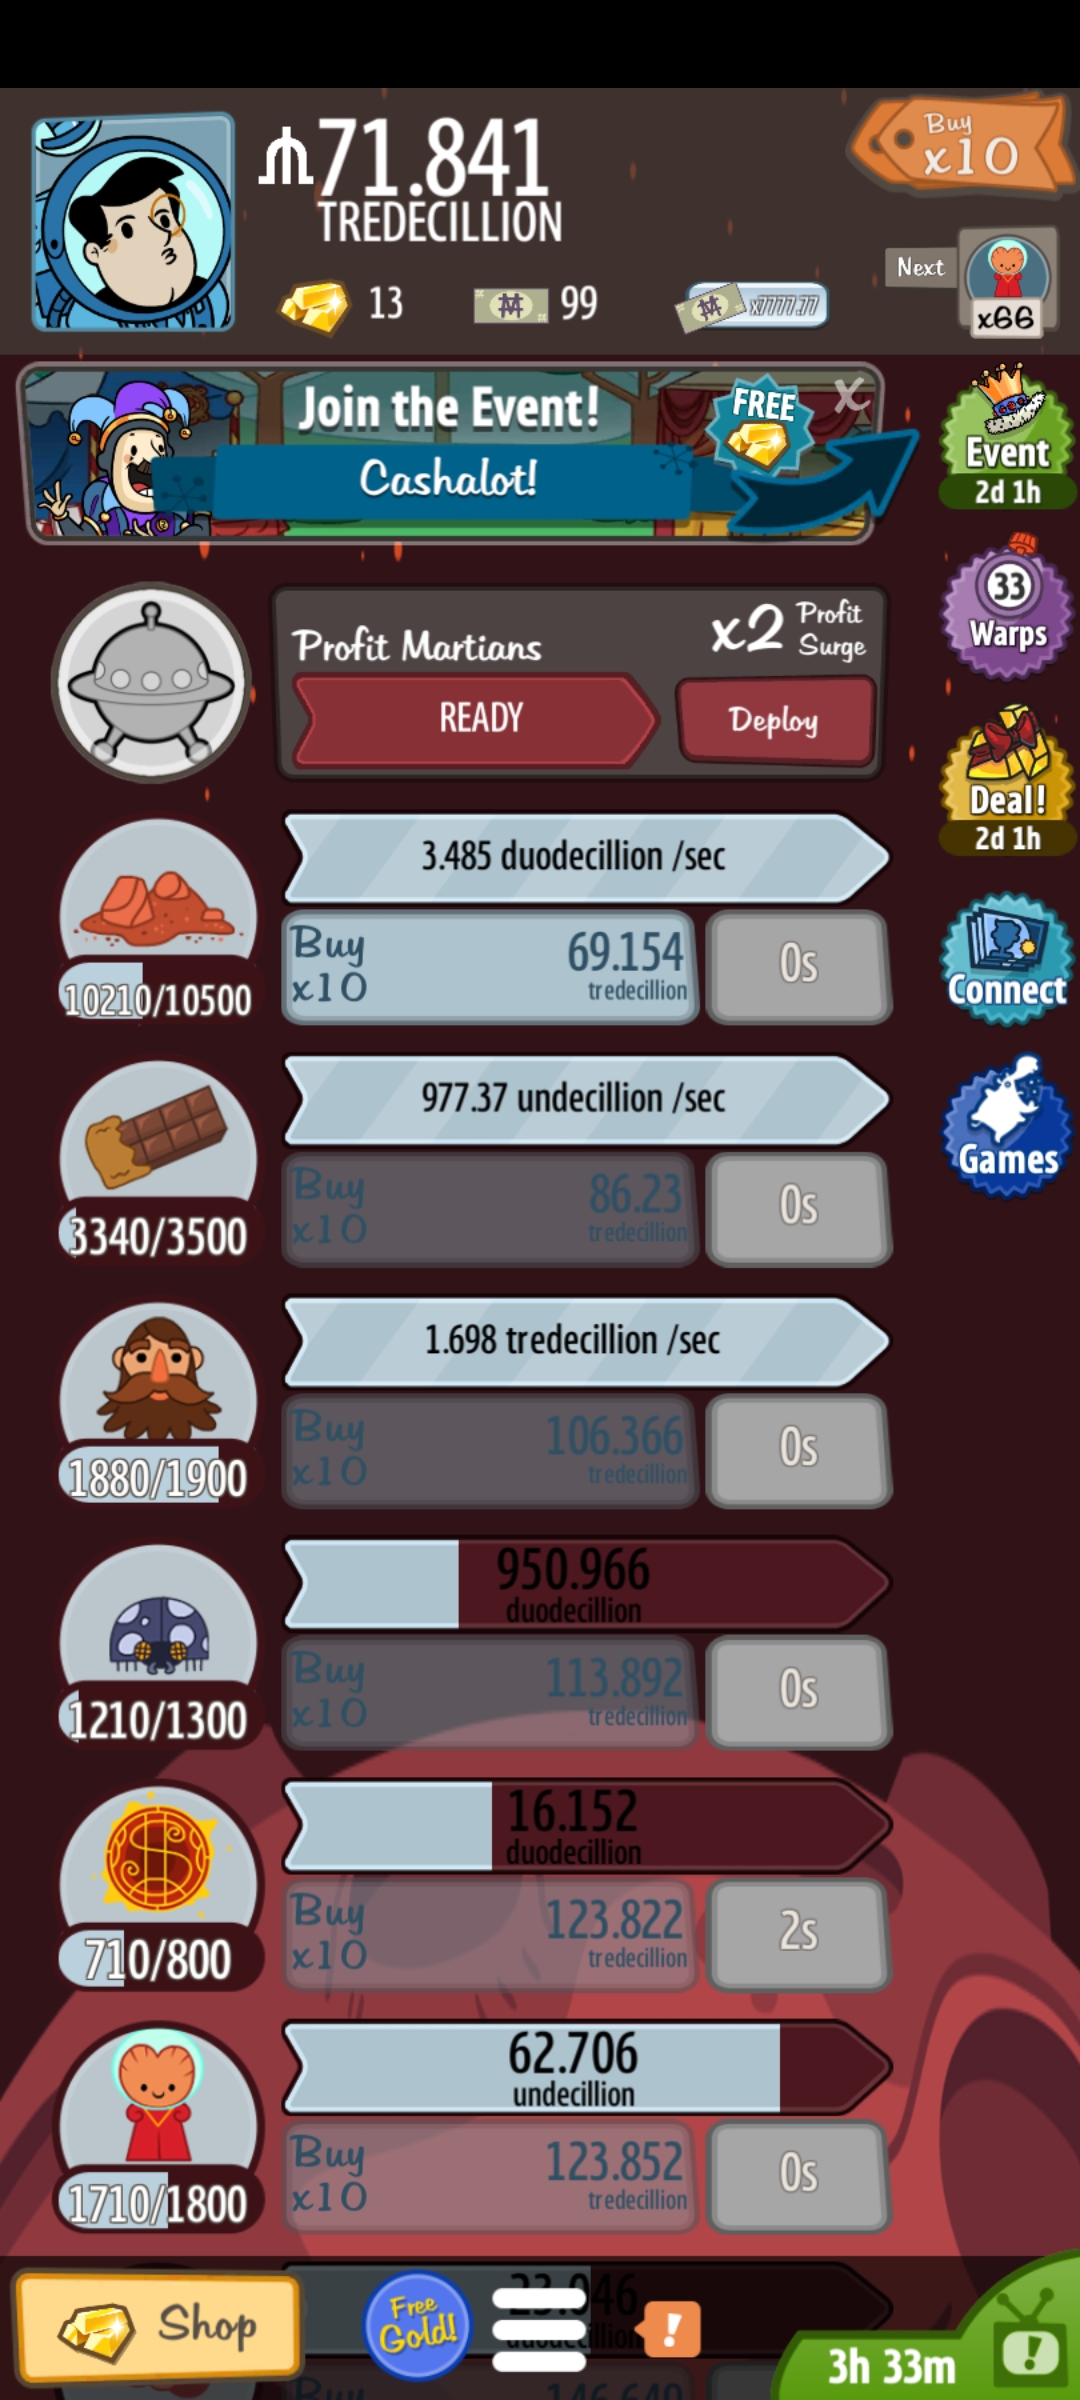 71.841
TREDECILLION
Buy
x10
13
99
x7777.77
Next
x66
Join the Event!
Cashalot!
FREE
X
Event
2d 1h
33
Warps
Profit Martians
x2 Profit
Surge
READY
Deploy
Deal!
2d 1h
3.485 duodecillion /sec
Buy
x10
69.154
tredecillion
0s
10210/10500
Connect
977.37 undecillion /sec
Buy
x10
86.23
tredecillion
0s
3340/3500
Games
1.698 tredecillion /sec
Buy
x10
106.366
tredecillion
0s
1880/1900
950.966
duodecillion
Buy
x10
113.892
tredecillion
0s
1210/1300
16.152
duodecillion
Buy
x10
123.822
tredecillion
2s
710/800
62.706
undecillion
Buy
x10
123.852
tredecillion
0s
1710/1800
Shop
Free
Gold!
23.046
!
3h 33m
!
Buy
146.640